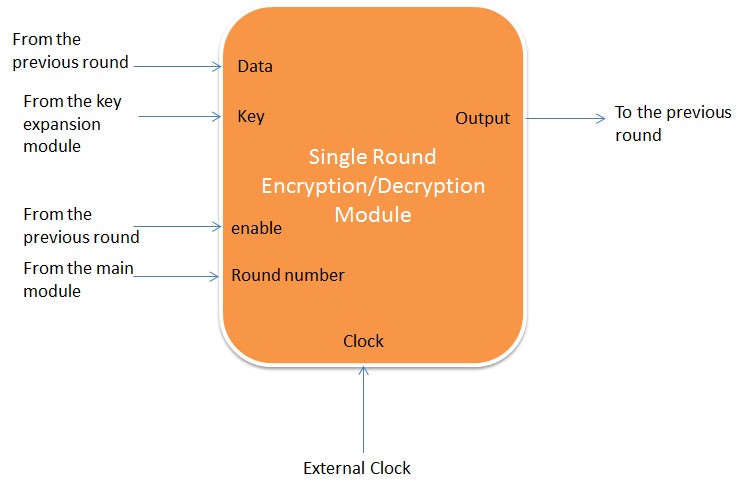 From the
previous round
Data
From the key
expansion
module
Key
Output
To the previous
round
Single Round
Encryption/Decryption
Module
From the
previous round
enable
From the main
module
Round number
Clock
External Clock